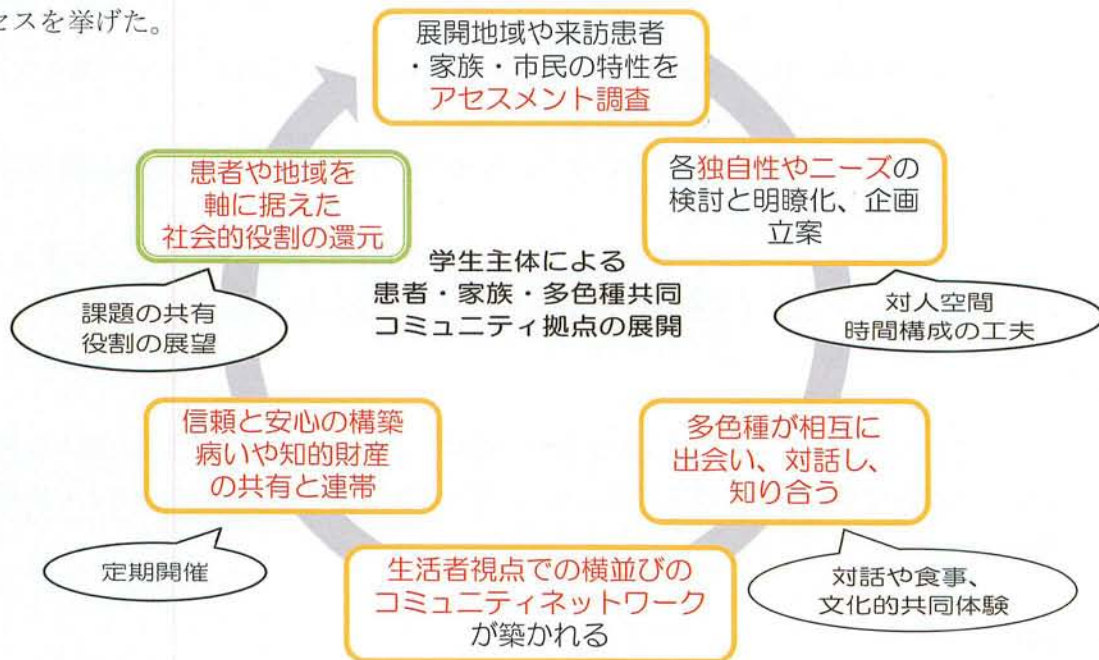 セスを挙げた。
展開地域や来訪患者
・家族・市民の特性を
アセスメント調査
各独自性やニーズの
検討と明瞭化、企画
立案
対人空間
時間構成の工夫
多色種が相互に
出会い、対話し、
知り合う
対話や食事、
文化的共同体験
生活者視点での横並びの
コミュニティネットワーク
が築かれる
信頼と安心の構築
病いや知的財産
の共有と連帯
定期開催
患者や地域を
軸に据えた
社会的役割の還元
課題の共有
役割の展望
学生主体による
患者・家族・多色種共同
コミュニティ拠点の展開